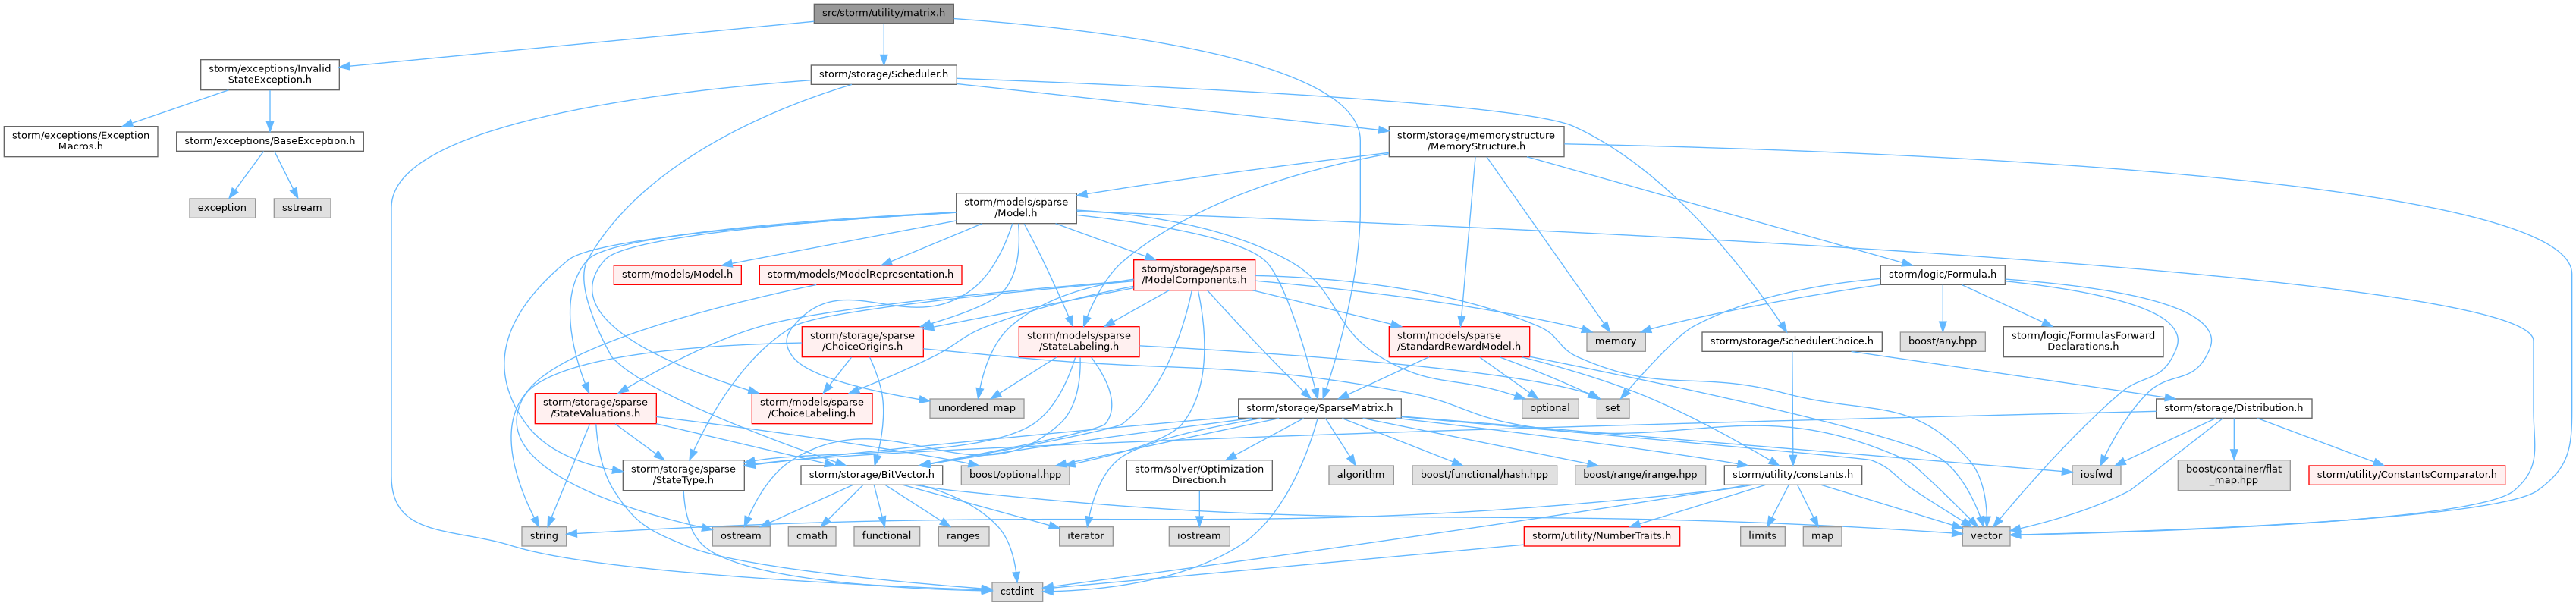 src/storm/utility/matrix.h
storm/exceptions/Invalid
StateException.h
storm/storage/Scheduler.h
storm/exceptions/Exception
Macros.h
storm/exceptions/BaseException.h
storm/storage/memorystructure
/MemoryStructure.h
exception
sstream
storm/models/sparse
/Model.h
storm/models/Model.h
storm/models/ModelRepresentation.h
storm/storage/sparse
/ModelComponents.h
storm/logic/Formula.h
storm/storage/sparse
/ChoiceOrigins.h
storm/models/sparse
/StateLabeling.h
storm/models/sparse
/StandardRewardModel.h
memory
boost/any.hpp
storm/logic/FormulasForward
Declarations.h
storm/storage/SchedulerChoice.h
storm/storage/sparse
/StateValuations.h
storm/models/sparse
/ChoiceLabeling.h
unordered_map
storm/storage/SparseMatrix.h
optional
set
storm/storage/Distribution.h
storm/storage/sparse
/StateType.h
storm/storage/BitVector.h
boost/optional.hpp
storm/solver/Optimization
Direction.h
algorithm
boost/functional/hash.hpp
boost/range/irange.hpp
storm/utility/constants.h
iosfwd
boost/container/flat
_map.hpp
storm/utility/ConstantsComparator.h
string
ostream
cmath
functional
ranges
iterator
iostream
storm/utility/NumberTraits.h
limits
map
vector
cstdint